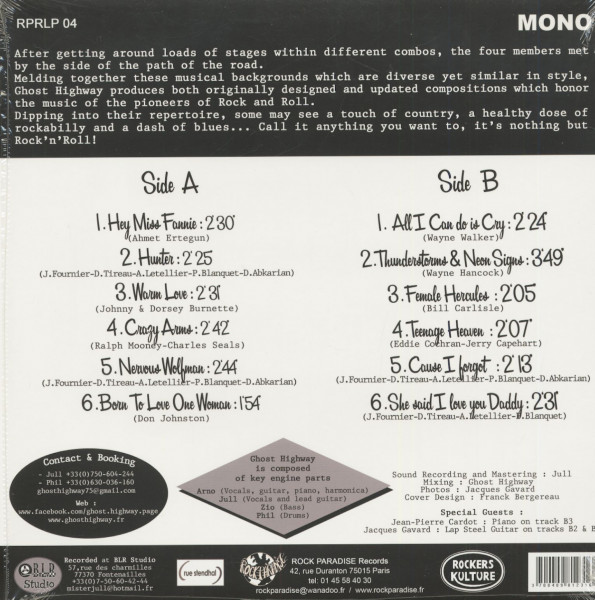 RPRLP 04
MONO
After getting around loads of stages within different combos, the four members met
by the side of the path of the road.
Melding together these musical backgrounds which are diverse yet similar in style,
Ghost Highway produces both originally designed and updated compositions which honor
the music of the pioneers of Rock and Roll.
Dipping into their repertoire, some may see a touch of country, a healthy dose of
rockabilly and a dash of blues... Call it anything you want to, it's nothing but
Rock'n'Roll!
Side A
1. Hey Miss Fannie : 2'30"
(Ahmet Ertegun)
2. Hunter : 2'25
(J.Fournier-D.Tireau-A.Letellier-P.Blanquet-D.Abkarian)
3. Warm Love : 2'31
(Johnny & Dorsey Burnette)
4. Crazy Arms : 2'42"
(Ralph Mooney-Charles Seals)
5. Nervous Wolfman : 2'44
(J.Fournier-D.Tireau-A.Letellier-P.Blanquet-D.Abkarian)
6. Born To Love One Woman : 1'54
(Don Johnston)
Side B
1. All I Can do is Cry : 2'24"
(Wayne Walker)
2. Thunderstorms & Neon Signs : 3'49"
(Wayne Hancock)
3. Female Hercules : 2'05
(Bill Carlisle)
4. Teenage Heaven : 2'07"
(Eddie Cochran-Jerry Capehart)
5. Cause I forgot : 2'13
(J.Fournier-D.Tireau-A.Letellier-P.Blanquet-D.Abkarian)
6. She said I love you Daddy : 2'31"
(J.Fournier-D.Tireau-A.Letellier-P.Blanquet)
Contact & Booking
- Jull +33(0)750-604-244
- Phil +33(0)630-036-160
ghosthighway75@gmail.com
Web :
www.facebook.com/ghost.highway.page
www.ghosthighway.fr
Ghost Highway
is composed
of key engine parts
Arno (Vocals, guitar, piano, harmonica)
Jull (Vocals and lead guitar)
Zio (Bass)
Phil (Drums)
Sound Recording and Mastering : Jull
Mixing : Ghost Highway
Photos : Jacques Gavard
Cover Design : Franck Bergereau
Special Guests :
Jean-Pierre Cardot : Piano on track B3
Jacques Gavard : Lap Steel Guitar on tracks B2 &
BLR
Studio
Recorded at BLR Studio
57, rue des charmilles
77370 Fontenailles
+33(0)7-50-60-42-44
misterjull@hotmail.fr
rue stendhal
ROCK PARADISE
ROCK PARADISE Records
42, rue Duranton 75015 Paris
tel: 01 45 58 40 30
rockparadise@wanadoo.fr . www.rockparadise.fr
ROCKERS
KULTURE